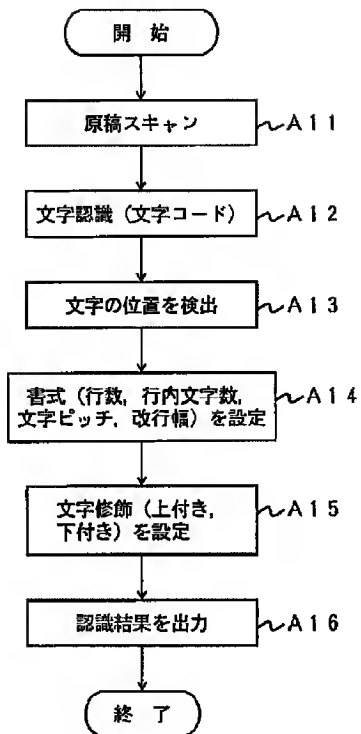 開 始
原稿スキャン
A11
文字認識（文字コード）
A12
文字の位置を検出
A13
書式（行数，行内文字数，
文字ピッチ，改行幅）を設定
A14
文字修飾（上付き，
下付き）を設定
A15
認識結果を出力
A16
終 了